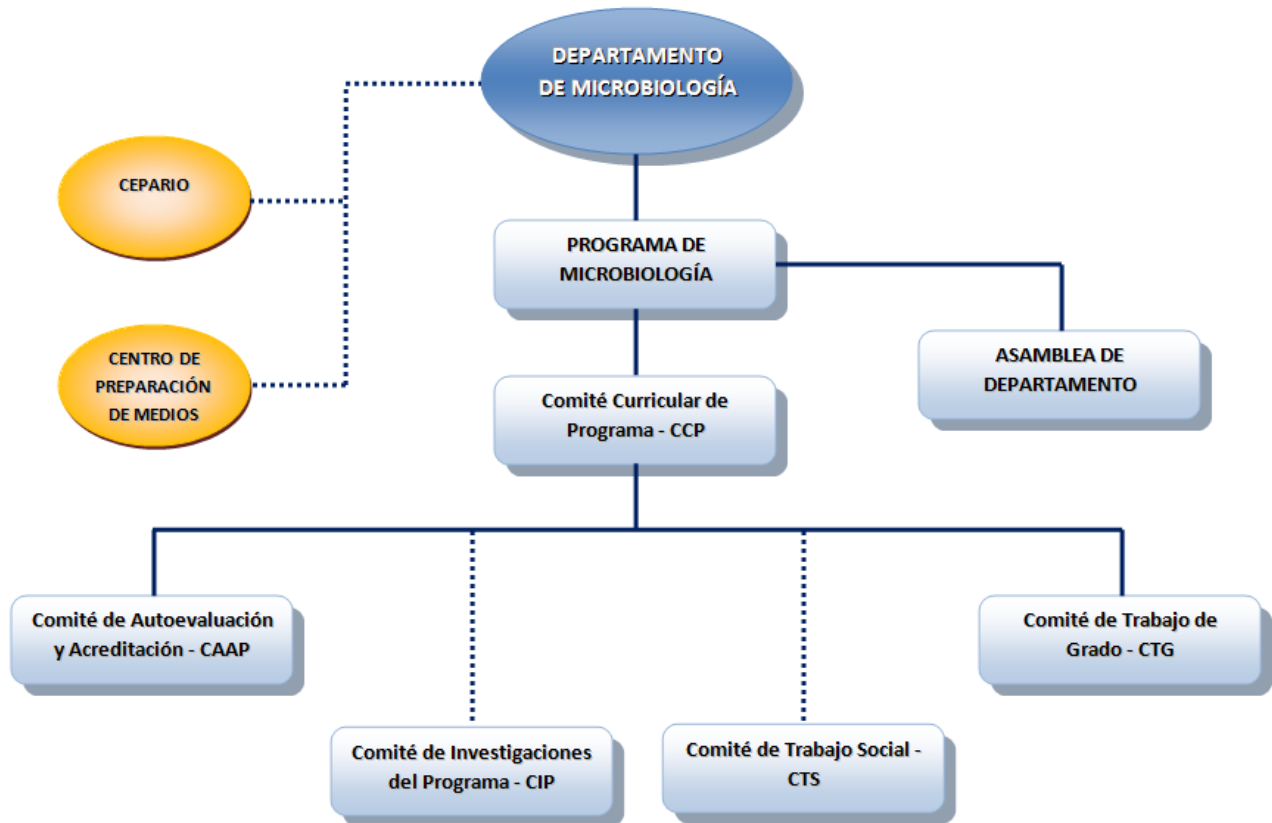 DEPARTAMENTO
DE MICROBIOLOGÍA
CEPARIO
PROGRAMA DE
MICROBIOLOGÍA
CENTRO DE
PREPARACIÓN
DE MEDIOS
ASAMBLEA DE
DEPARTAMENTO
Comité Curricular de
Programa - CCP
Comité de Autoevaluación
y Acreditación - CAAP
Comité de Investigaciones
del Programa - CIP
Comité de Trabajo Social -
CTS
Comité de Trabajo de
Grado - CTG